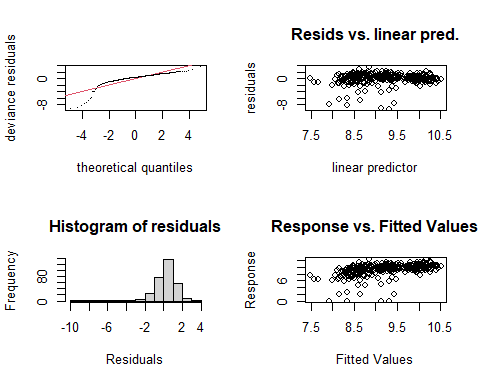 deviance residuals
-8 0
-4 -2 0 2 4
theoretical quantiles
Resids vs. linear pred.
residuals
-8 0
7.5 8.5 9.5 10.5
linear predictor
Histogram of residuals
Frequency
0 80
-10 -6 -2 2 4
Residuals
Response vs. Fitted Values
Response
0 6
7.5 8.5 9.5 10.5
Fitted Values